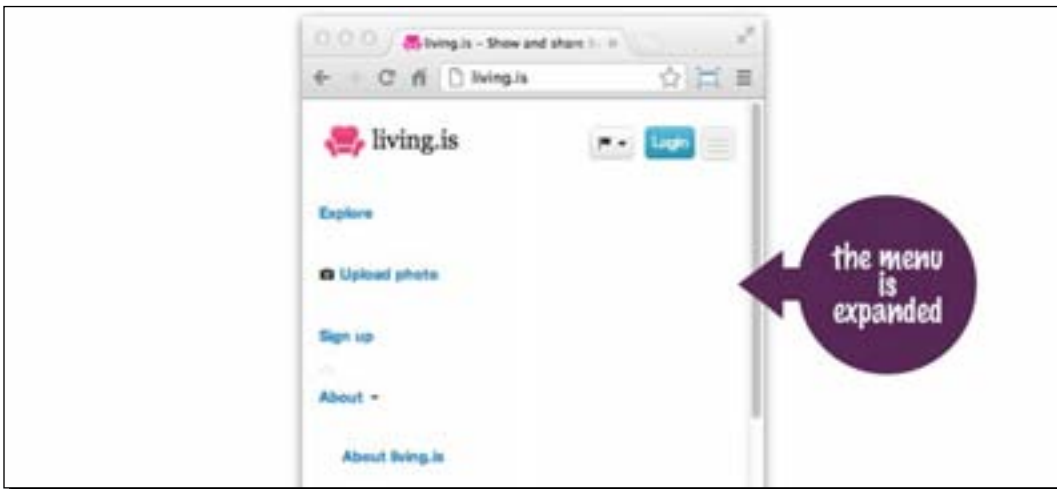 living.is - Show and share
living.is
living.is
Login
Explore
Upload photo
Sign up
About
About living.is
the menu
is
expanded